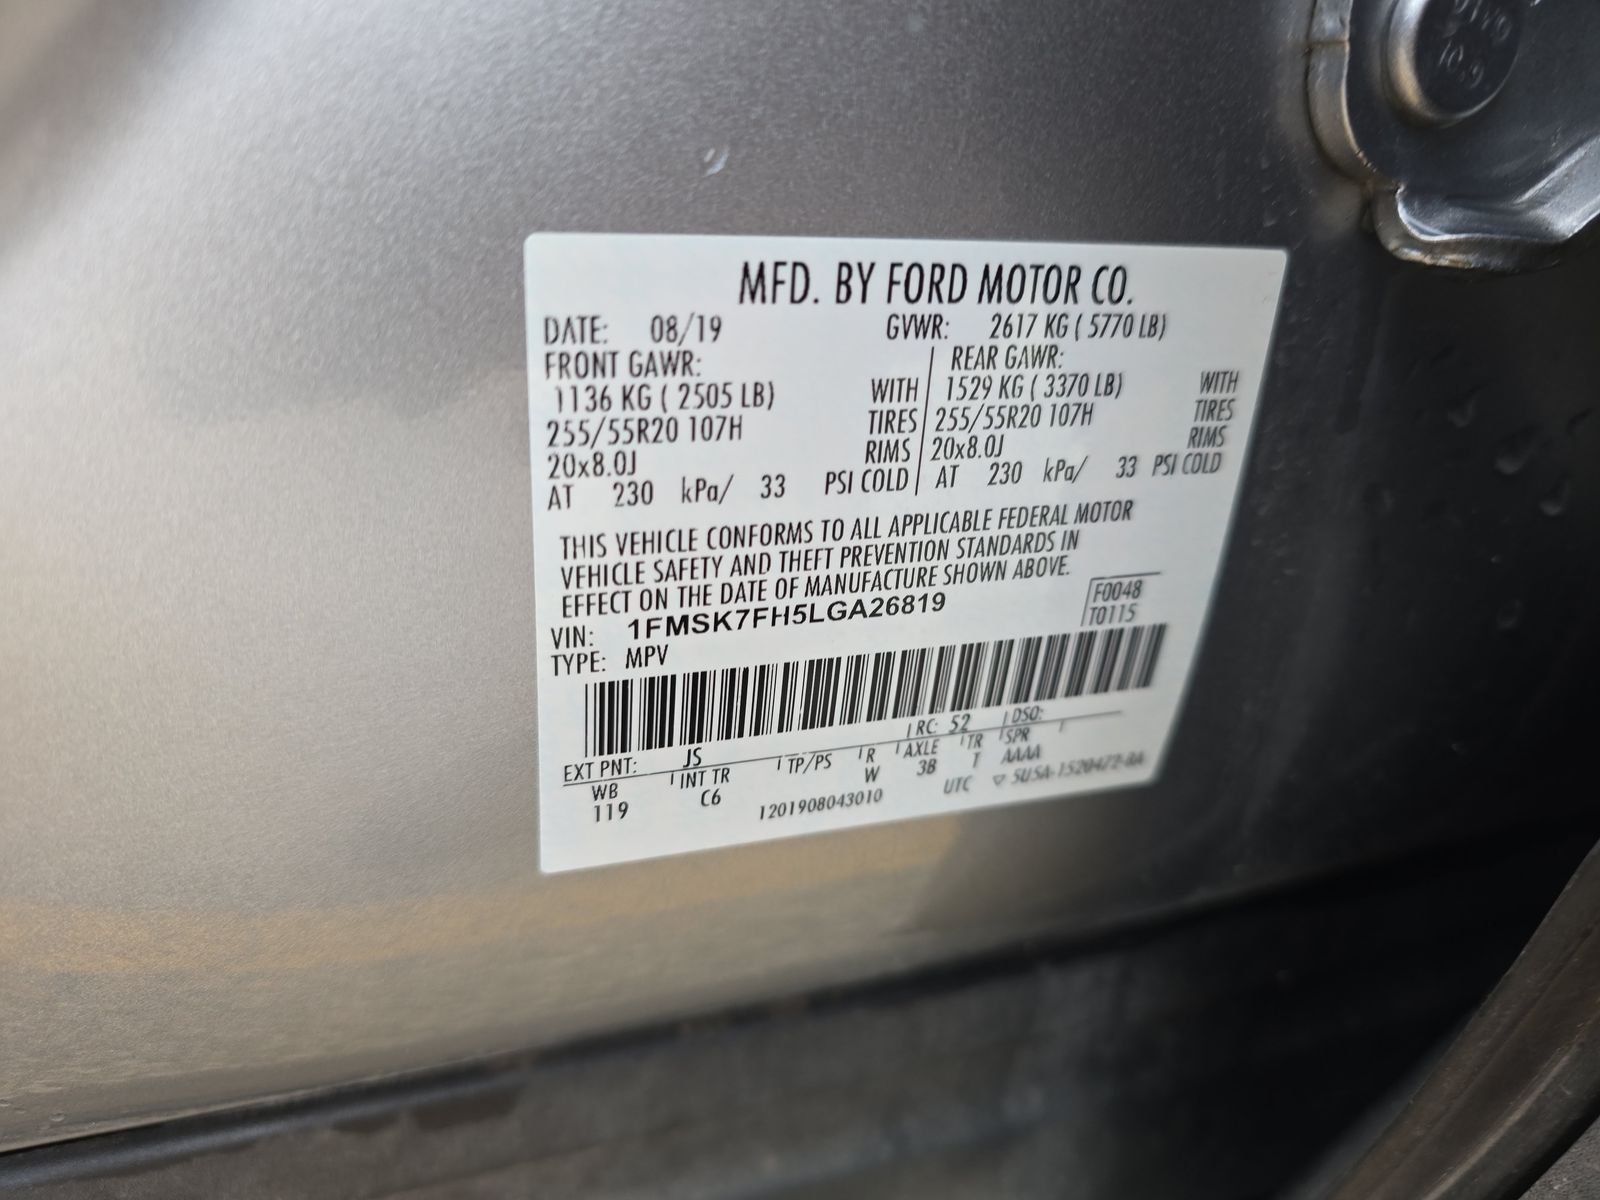 MFD. BY FORD MOTOR CO.
DATE: 08/19 GVWR: 2617 KG ( 5770 LB)
FRONT GAWR: REAR GAWR:
1136 KG ( 2505 LB) WITH 1529 KG ( 3370 LB) WITH
255/55R20 107H TIRES 255/55R20 107H TIRES
20x8.0J RIMS 20x8.0J RIMS
AT 230 kPa/ 33 PSI COLD AT 230 kPa/ 33 PSI COLD
THIS VEHICLE CONFORMS TO ALL APPLICABLE FEDERAL MOTOR
VEHICLE SAFETY AND THEFT PREVENTION STANDARDS IN
EFFECT ON THE DATE OF MANUFACTURE SHOWN ABOVE.
VIN: 1FMSK7FH5LGA26819 F0048
TYPE: MPV T0115
EXT PNT: JS RC: 52 DSO:
WB INT TR TP/PS R AXLE TR SPR
119 C6 W 3B T AAAA
1201908043010 UTC
10.9